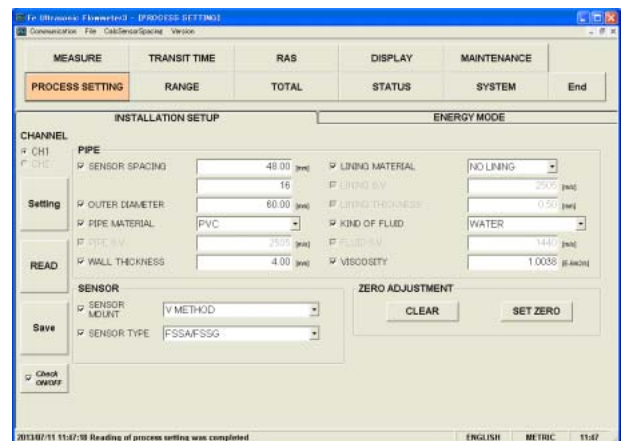 Fe Ultrasonic Flowmeter3 - [PROCESS SETTING]
Communication File CalcSensorSpacing Version
MEASURE TRANSIT TIME RAS DISPLAY MAINTENANCE
PROCESS SETTING RANGE TOTAL STATUS SYSTEM End
INSTALLATION SETUP ENERGY MODE
CHANNEL
CH1
CH2
Setting
READ
Save
Check ON/OFF
PIPE
SENSOR SPACING 48.00 [mm]
16
OUTER DIAMETER 60.00 [mm]
PIPE MATERIAL PVC
PIPE S.V. 2505 [m/s]
WALL THICKNESS 4.00 [mm]
LINING MATERIAL NO LINING
LINING S.V. 2505 [m/s]
LINING THICKNESS 0.50 [mm]
KIND OF FLUID WATER
FLUID S.V. 1440 [m/s]
VISCOSITY 1.0038
SENSOR
SENSOR MOUNT V METHOD
SENSOR TYPE FSSA/FSSG
ZERO ADJUSTMENT
CLEAR SET ZERO
2013/07/11 11:47:18 Reading of process setting was completed ENGLISH METRIC 11:47